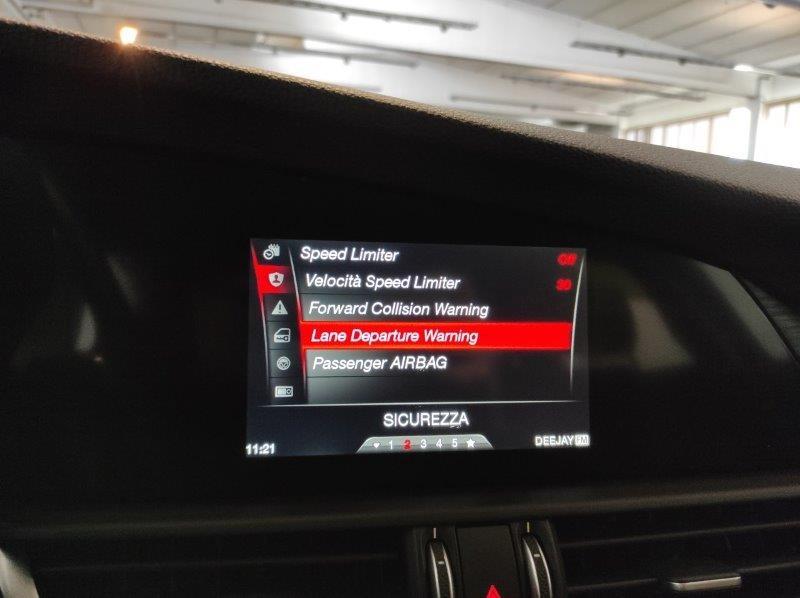 Speed Limiter Off
Velocità Speed Limiter 30
Forward Collision Warning
Lane Departure Warning
Passenger AIRBAG
SICUREZZA
11:21 1 2 3 4 5 DEEJAY FM